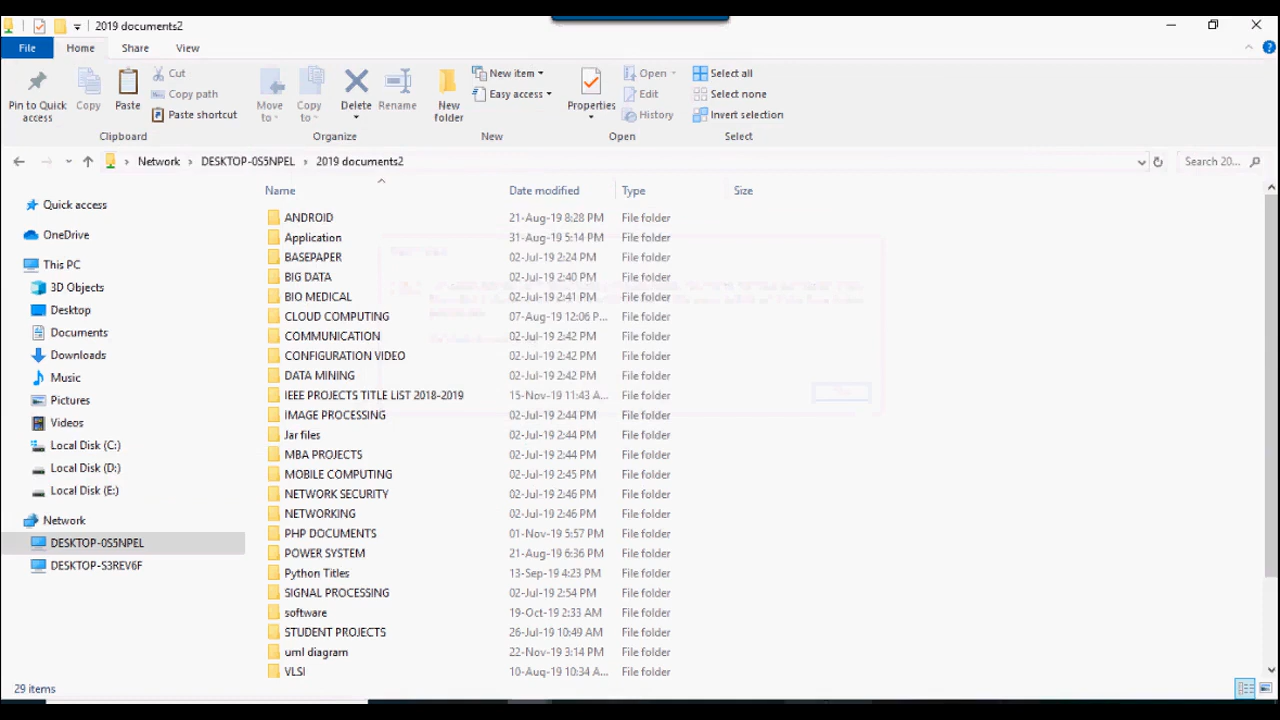 2019 documents2
File Home Share View
Pin to Quick access
Copy
Paste
Cut
Copy path
Paste shortcut
Clipboard
Move to
Copy to
Delete
Rename
Organize
New folder
New item
Easy access
New
Properties
Open
Edit
History
Open
Select all
Select none
Invert selection
Select
Network > DESKTOP-0S5NPEL > 2019 documents2
Search 20...
Quick access
OneDrive
This PC
3D Objects
Desktop
Documents
Downloads
Music
Pictures
Videos
Local Disk (C:)
Local Disk (D:)
Local Disk (E:)
Network
DESKTOP-0S5NPEL
DESKTOP-S3REV6F
Name Date modified Type Size
ANDROID 21-Aug-19 8:28 PM File folder
Application 31-Aug-19 5:14 PM File folder
BASEPAPER 02-Jul-19 2:24 PM File folder
BIG DATA 02-Jul-19 2:40 PM File folder
BIO MEDICAL 02-Jul-19 2:41 PM File folder
CLOUD COMPUTING 07-Aug-19 12:06 P... File folder
COMMUNICATION 02-Jul-19 2:42 PM File folder
CONFIGURATION VIDEO 02-Jul-19 2:42 PM File folder
DATA MINING 02-Jul-19 2:42 PM File folder
IEEE PROJECTS TITLE LIST 2018-2019 15-Nov-19 11:43 A... File folder
IMAGE PROCESSING 02-Jul-19 2:44 PM File folder
Jar files 02-Jul-19 2:44 PM File folder
MBA PROJECTS 02-Jul-19 2:44 PM File folder
MOBILE COMPUTING 02-Jul-19 2:45 PM File folder
NETWORK SECURITY 02-Jul-19 2:46 PM File folder
NETWORKING 02-Jul-19 2:46 PM File folder
PHP DOCUMENTS 01-Nov-19 5:57 PM File folder
POWER SYSTEM 21-Aug-19 6:36 PM File folder
Python Titles 13-Sep-19 4:23 PM File folder
SIGNAL PROCESSING 02-Jul-19 2:54 PM File folder
software 19-Oct-19 2:33 AM File folder
STUDENT PROJECTS 26-Jul-19 10:49 AM File folder
uml diagram 22-Nov-19 3:14 PM File folder
VLSI 10-Aug-19 10:34 A... File folder
29 items